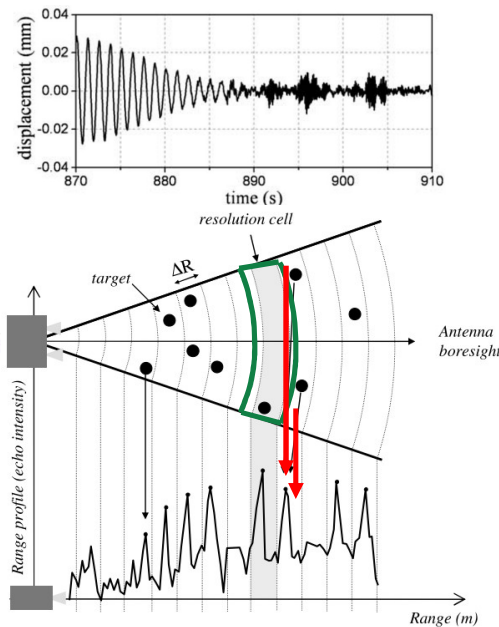 displacement (mm)
0.04
0.02
0.00
-0.02
-0.04
870
880
890
900
910
time (s)
resolution cell
ΔR
target
Antenna
boresight
Range profile (echo intensity)
Range (m)